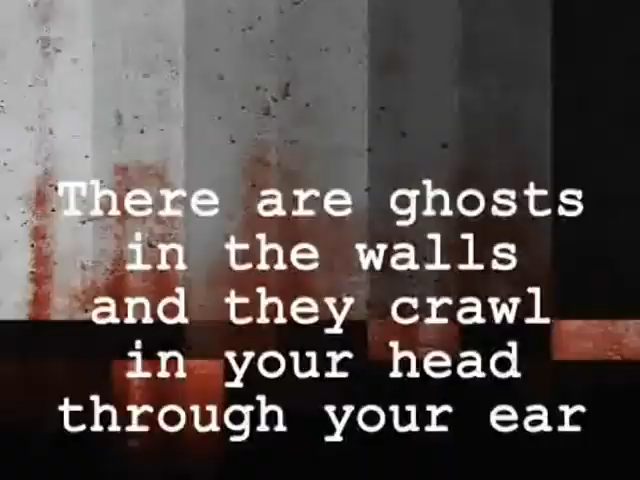 There are ghosts
in the walls
and they crawl
in your head
through your ear